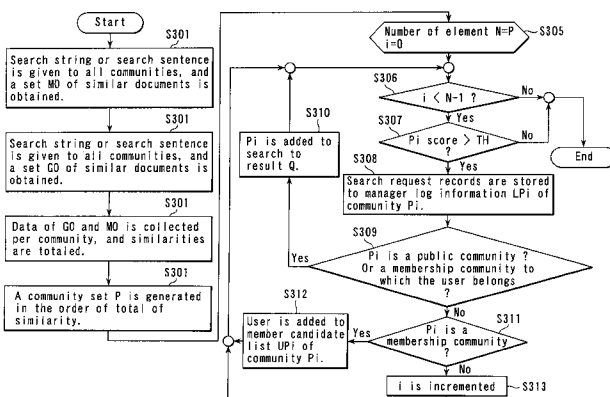 Start
S301
Search string or search sentence
is given to all communities, and
a set MO of similar documents is
obtained.
S301
Search string or search sentence
is given to all communities, and
a set GO of similar documents is
obtained.
S301
Data of GO and MO is collected
per community, and similarities
are totaled.
S301
A community set P is generated
in the order of total of
similarity.
Number of element N=P
i=0
S305
S306
i < N-1 ?
No
Yes
S307
Pi score > TH
?
No
End
Yes
S308
Search request records are stored
to manager log information LPi of
community Pi.
S309
Pi is a public community ?
Or a membership community to
which the user belongs
?
Yes
S310
Pi is added to
search to
result Q.
No
S311
Pi is a
membership community
?
Yes
S312
User is added to
member candidate
list UPi of
community Pi.
No
i is incremented
S313